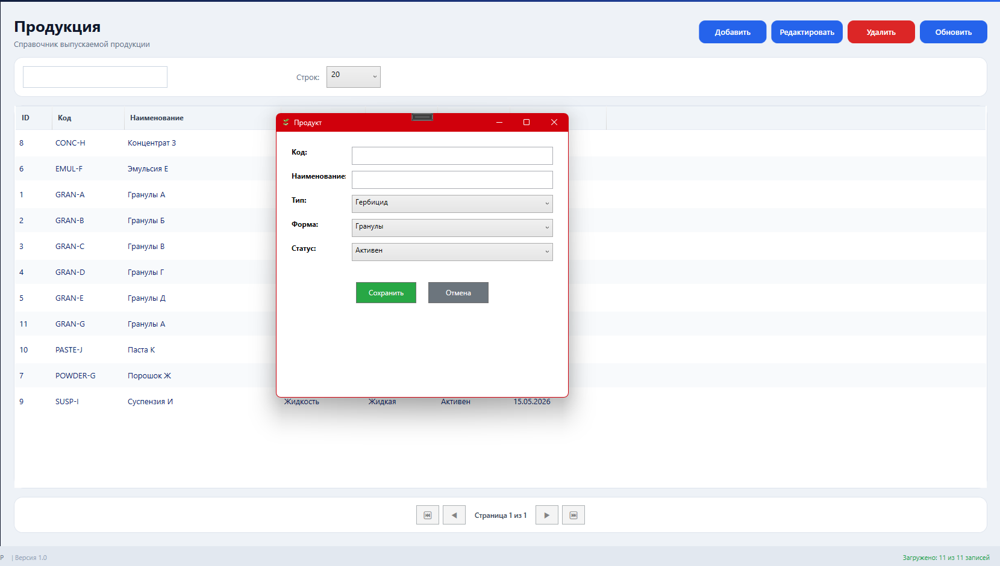 Продукция
Справочник выпускаемой продукции
Добавить
Редактировать
Удалить
Обновить
Строк:
20
ID
Код
Наименование
8 CONC-H Концентрат З
6 EMUL-F Эмульсия Е
1 GRAN-A Гранулы А
2 GRAN-B Гранулы Б
3 GRAN-C Гранулы В
4 GRAN-D Гранулы Г
5 GRAN-E Гранулы Д
11 GRAN-G Гранулы А
10 PASTE-J Паста К
7 POWDER-G Порошок Ж
9 SUSP-I Суспензия И Жидкость Жидкая Активен 15.05.2026
Продукт
Код:
Наименование:
Тип:
Гербицид
Форма:
Гранулы
Статус:
Активен
Сохранить
Отмена
Страница 1 из 1
Р | Версия 1.0
Загружено: 11 из 11 записей